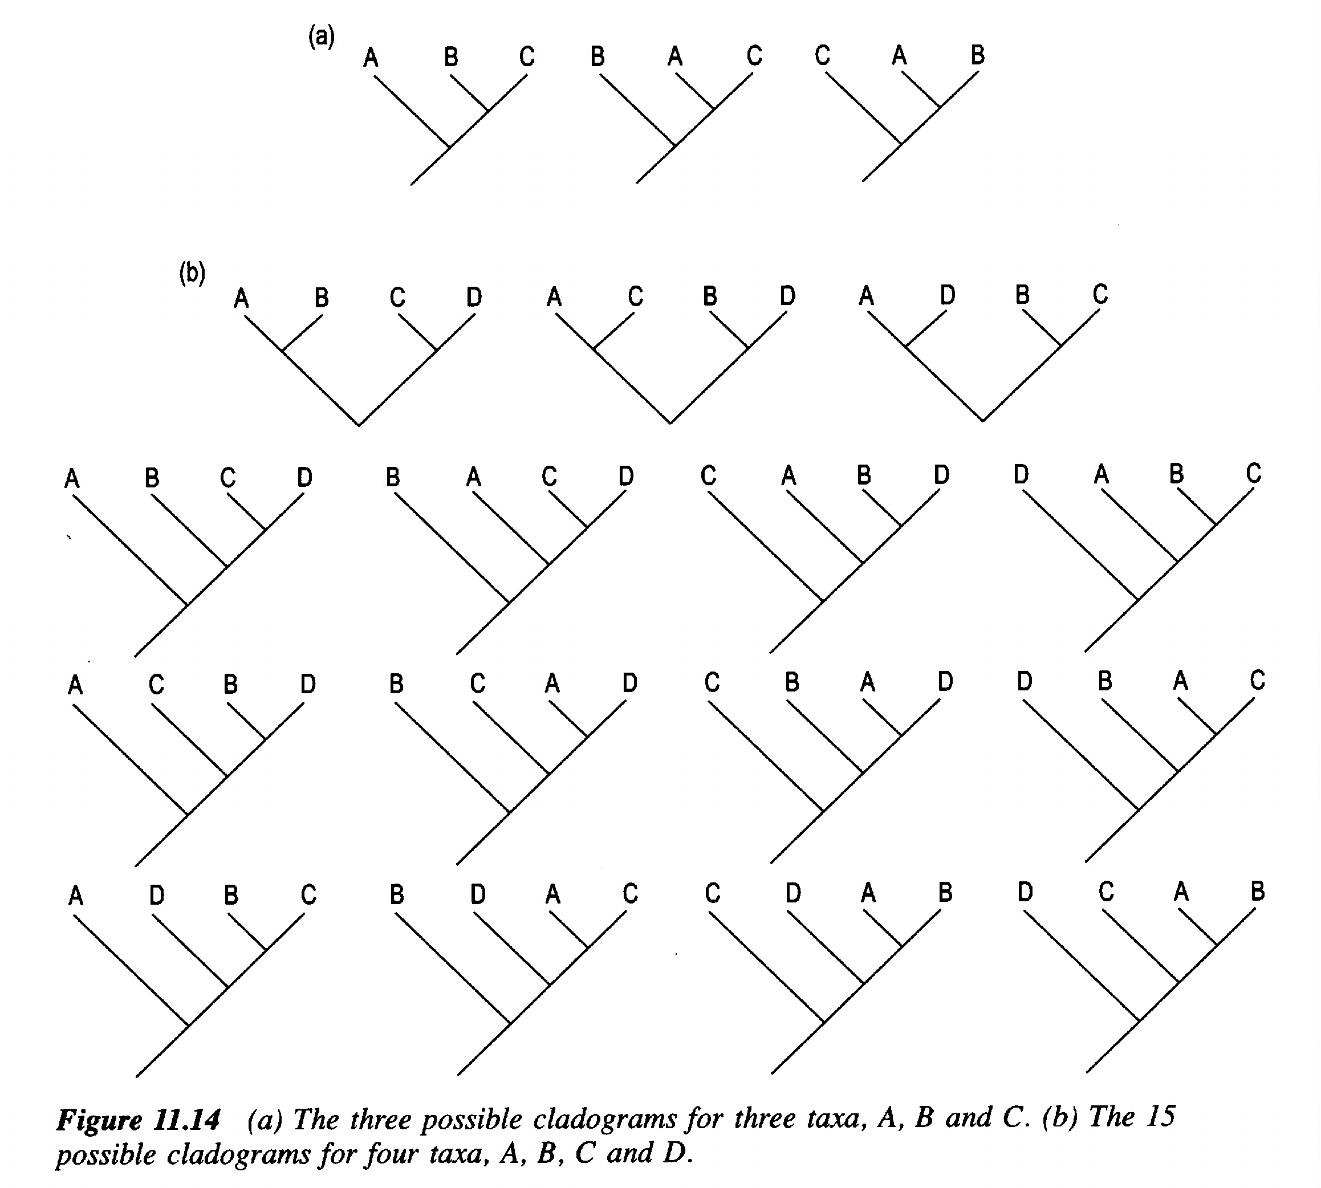 (a)
A B C B A C C A B
(b)
A B C D A C B D A D B C
A B C D B A C D C A B D D A B C
A C B D B C A D C B A D D B A C
A D B C B D A C C D A B D C A B
Figure 11.14 (a) The three possible cladograms for three taxa, A, B and C. (b) The 15
possible cladograms for four taxa, A, B, C and D.